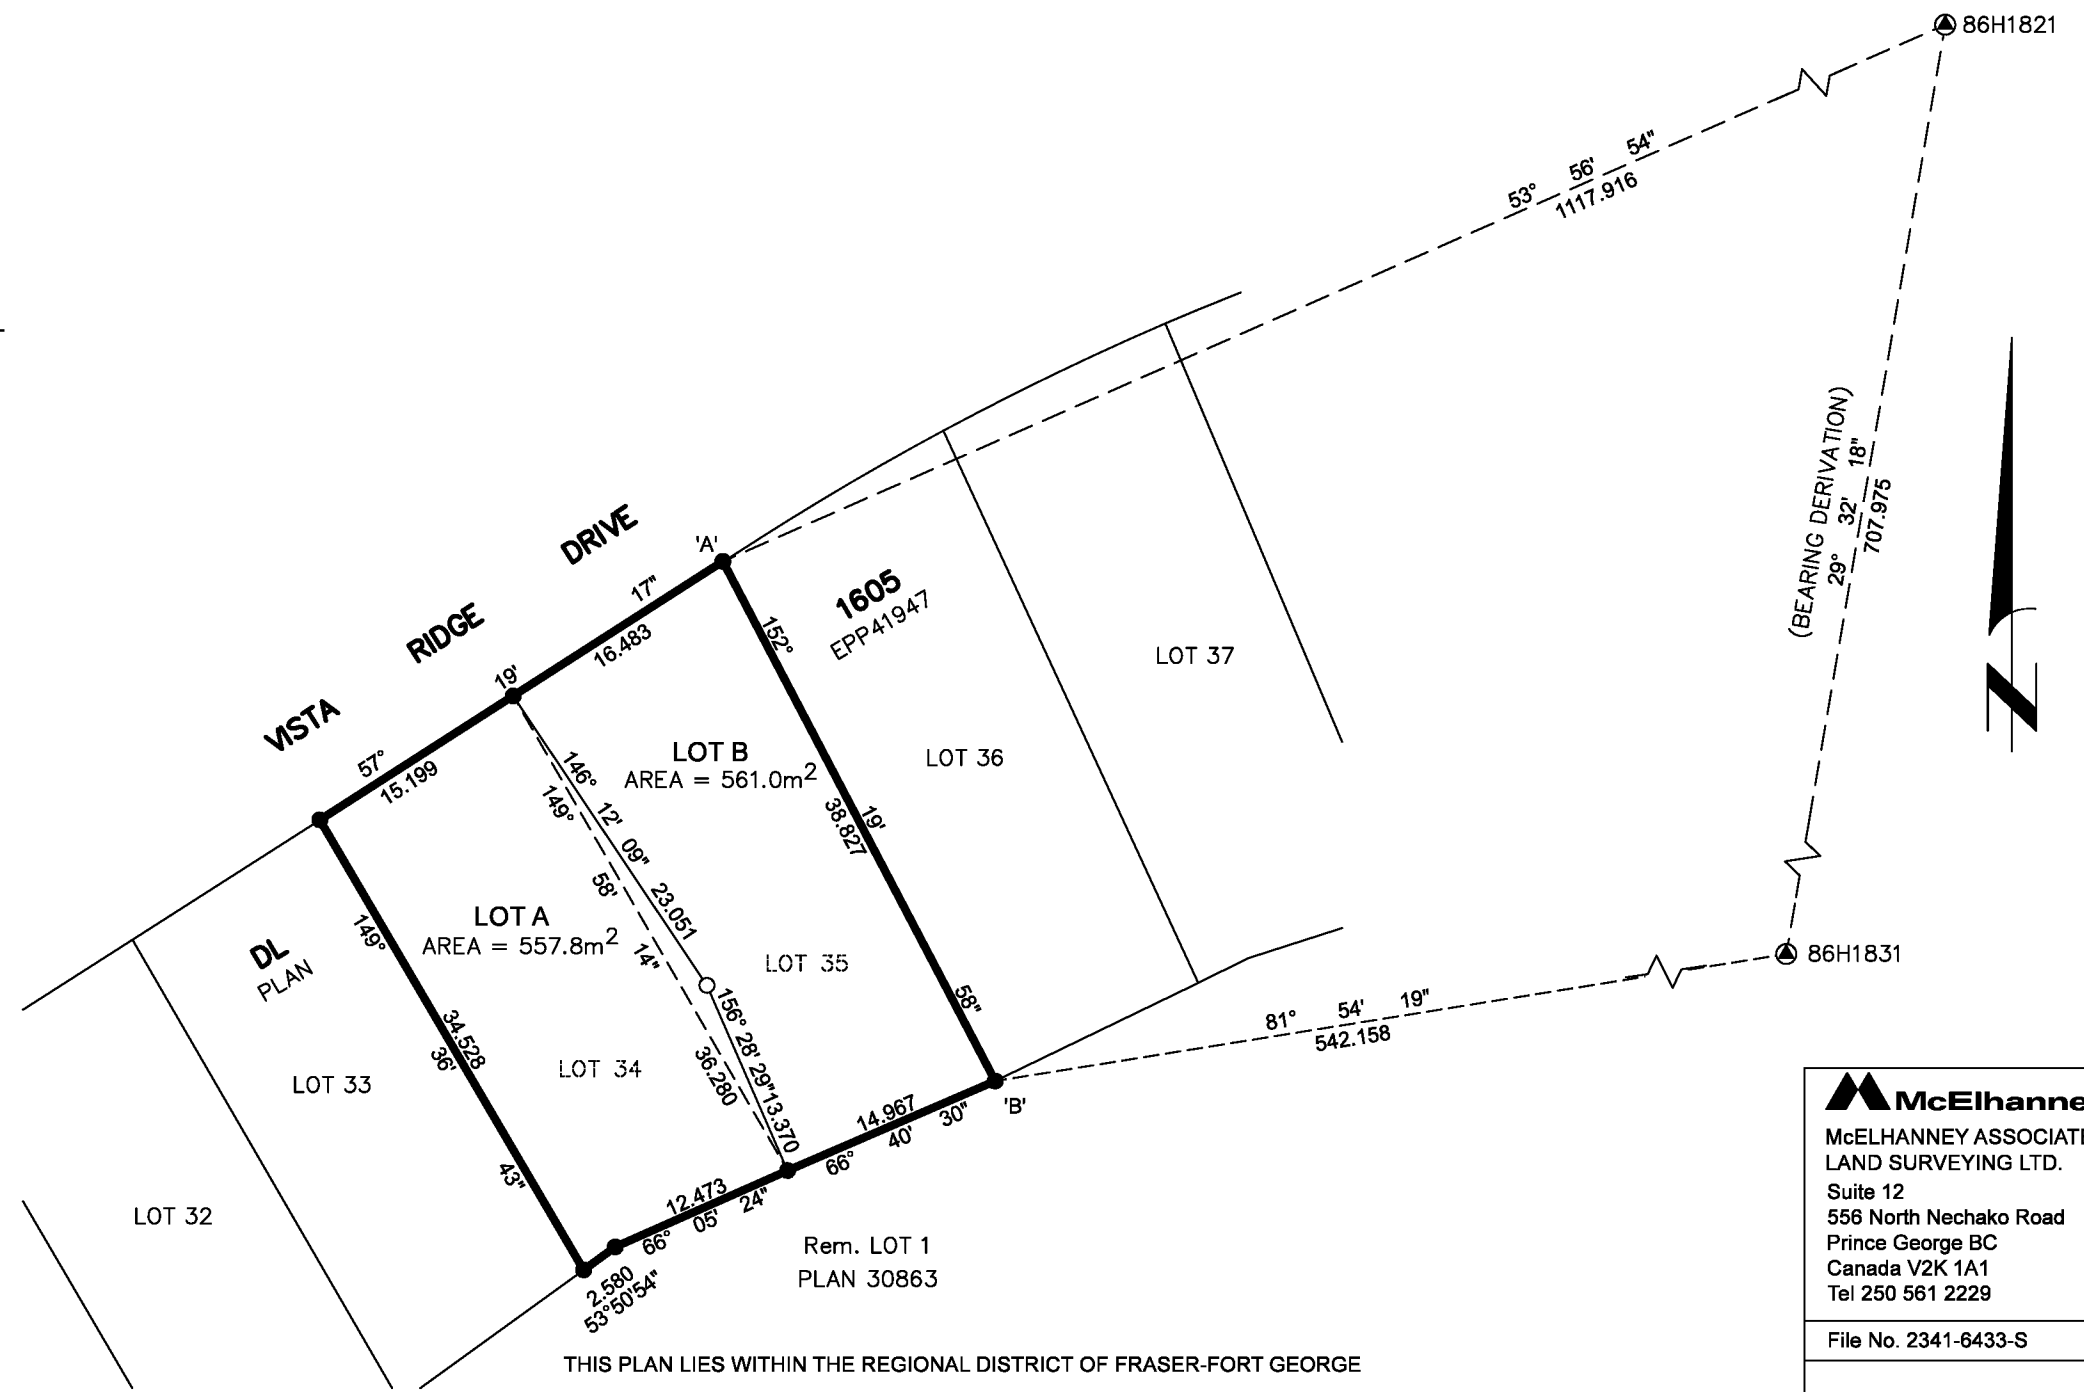 86H1821
53° 56' 54"
1117.916
(BEARING DERIVATION)
29° 32' 18"
707.975
VISTA RIDGE DRIVE
'A'
57° 19' 17"
15.199
16.483
1605
EPP41947
152° 19' 58"
38.827
LOT 37
LOT 36
LOT B
AREA = 561.0m2
146° 12' 09"
23.051
149° 58' 14"
36.280
LOT A
AREA = 557.8m2
149° 36' 43"
34.528
DL
PLAN
LOT 35
156° 28' 29"
13.370
86H1831
81° 54' 19"
542.158
LOT 34
LOT 33
LOT 32
14.967
66° 40' 30"
'B'
12.473
66° 05' 24"
2.580
53°50'54"
Rem. LOT 1
PLAN 30863
THIS PLAN LIES WITHIN THE REGIONAL DISTRICT OF FRASER-FORT GEORGE
McElhanne
McELHANNEY ASSOCIATE
LAND SURVEYING LTD.
Suite 12
556 North Nechako Road
Prince George BC
Canada V2K 1A1
Tel 250 561 2229
File No. 2341-6433-S